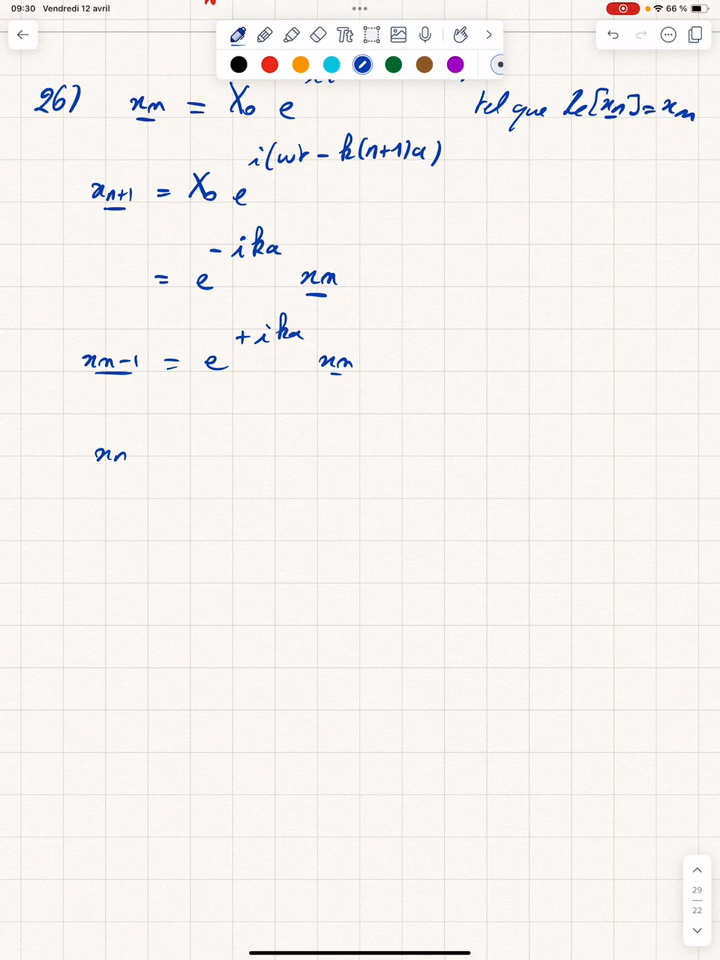 09:30 Vendredi 12 avril
66 %
Tt
26) xn = X₀ e
tel que Re[xn] = xn
xn+1 = X₀ e^i(ωt - k(n+1)a)
= e^-ika xn
xn-1 = e^+ika xn
xn
29
22